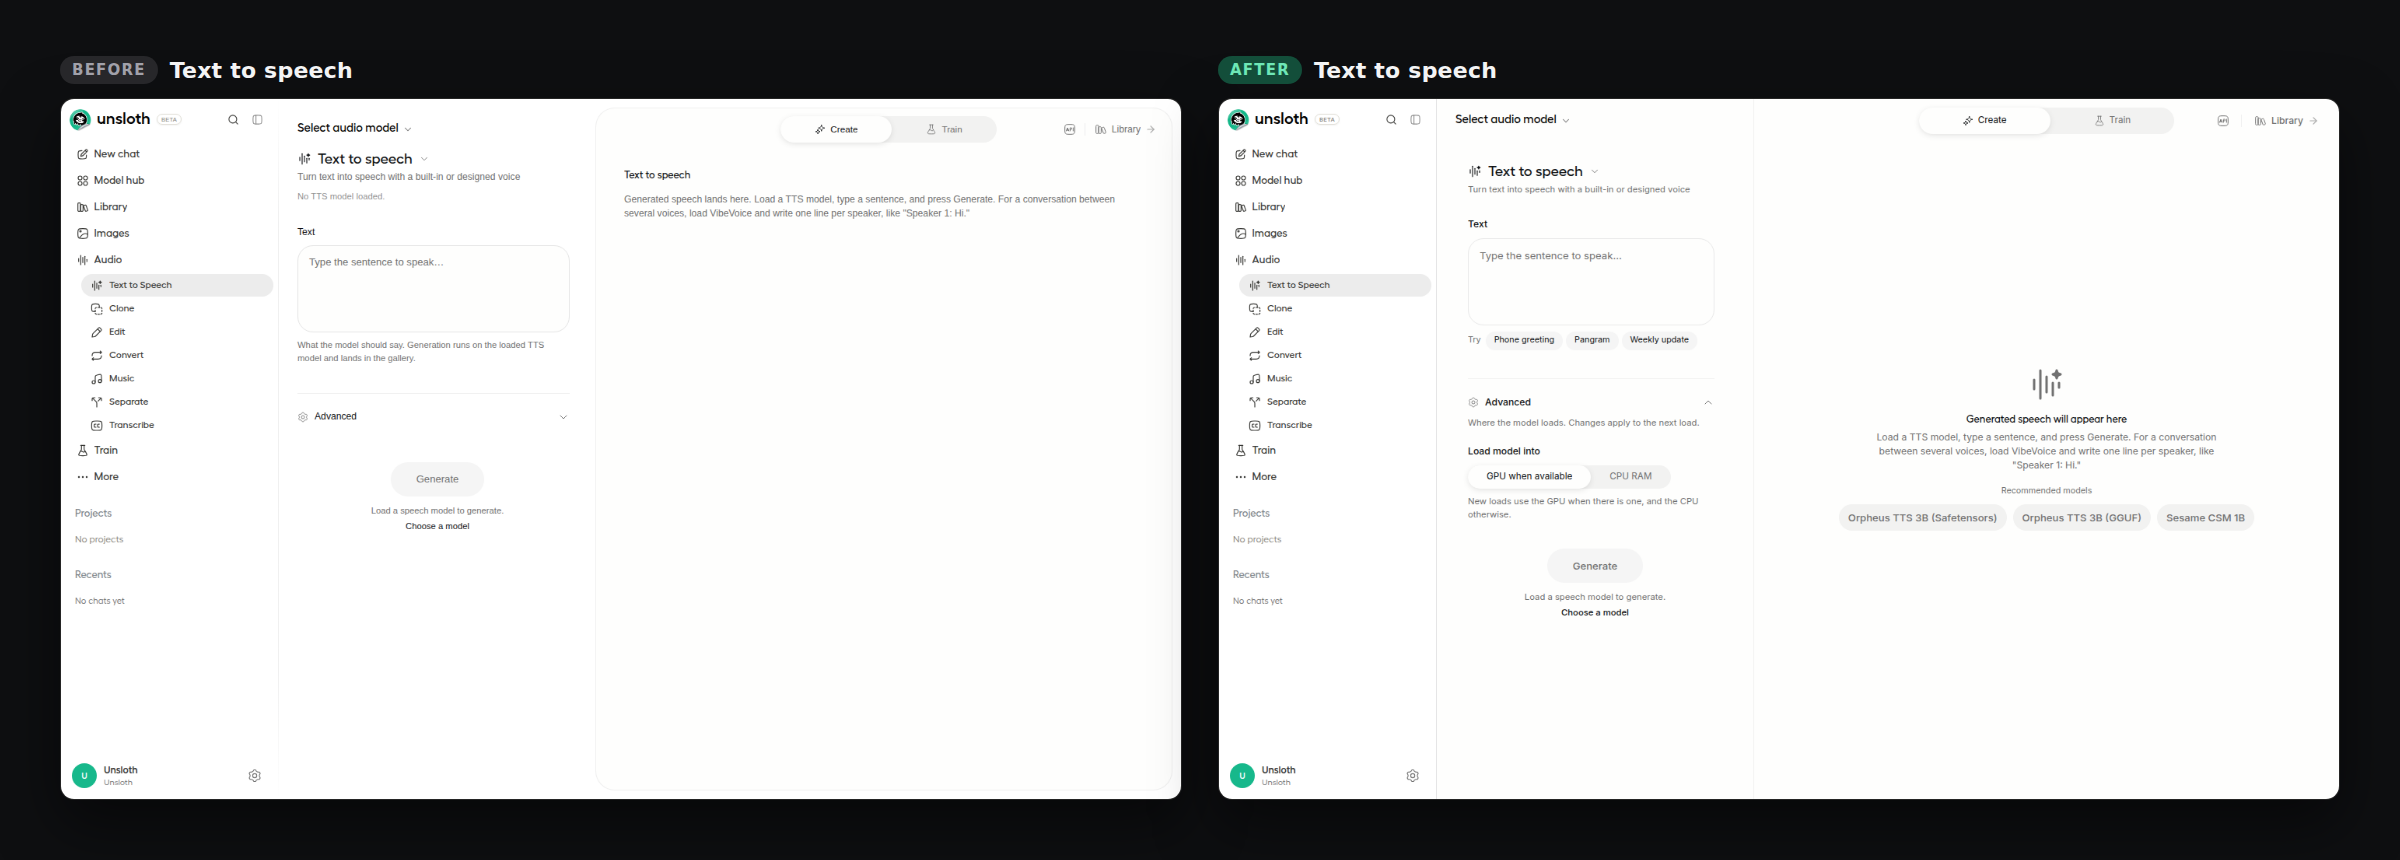 BEFORE Text to speech
unsloth BETA
New chat
Model hub
Library
Images
Audio
Text to Speech
Clone
Edit
Convert
Music
Separate
Transcribe
Train
More
Projects
No projects
Recents
No chats yet
U
Unsloth
Unsloth
Select audio model
Text to speech
Turn text into speech with a built-in or designed voice
No TTS model loaded.
Text
Type the sentence to speak...
What the model should say. Generation runs on the loaded TTS
model and lands in the gallery.
Advanced
Generate
Load a speech model to generate.
Choose a model
Create Train API Library
Text to speech
Generated speech lands here. Load a TTS model, type a sentence, and press Generate. For a conversation between
several voices, load VibeVoice and write one line per speaker, like "Speaker 1: Hi."
AFTER Text to speech
unsloth BETA
New chat
Model hub
Library
Images
Audio
Text to Speech
Clone
Edit
Convert
Music
Separate
Transcribe
Train
More
Projects
No projects
Recents
No chats yet
U
Unsloth
Unsloth
Select audio model
Text to speech
Turn text into speech with a built-in or designed voice
Text
Type the sentence to speak...
Try Phone greeting Pangram Weekly update
Advanced
Where the model loads. Changes apply to the next load.
Load model into
GPU when available CPU RAM
New loads use the GPU when there is one, and the CPU
otherwise.
Generate
Load a speech model to generate.
Choose a model
Create Train API Library
Generated speech will appear here
Load a TTS model, type a sentence, and press Generate. For a conversation
between several voices, load VibeVoice and write one line per speaker, like
"Speaker 1: Hi."
Recommended models
Orpheus TTS 3B (Safetensors) Orpheus TTS 3B (GGUF) Sesame CSM 1B